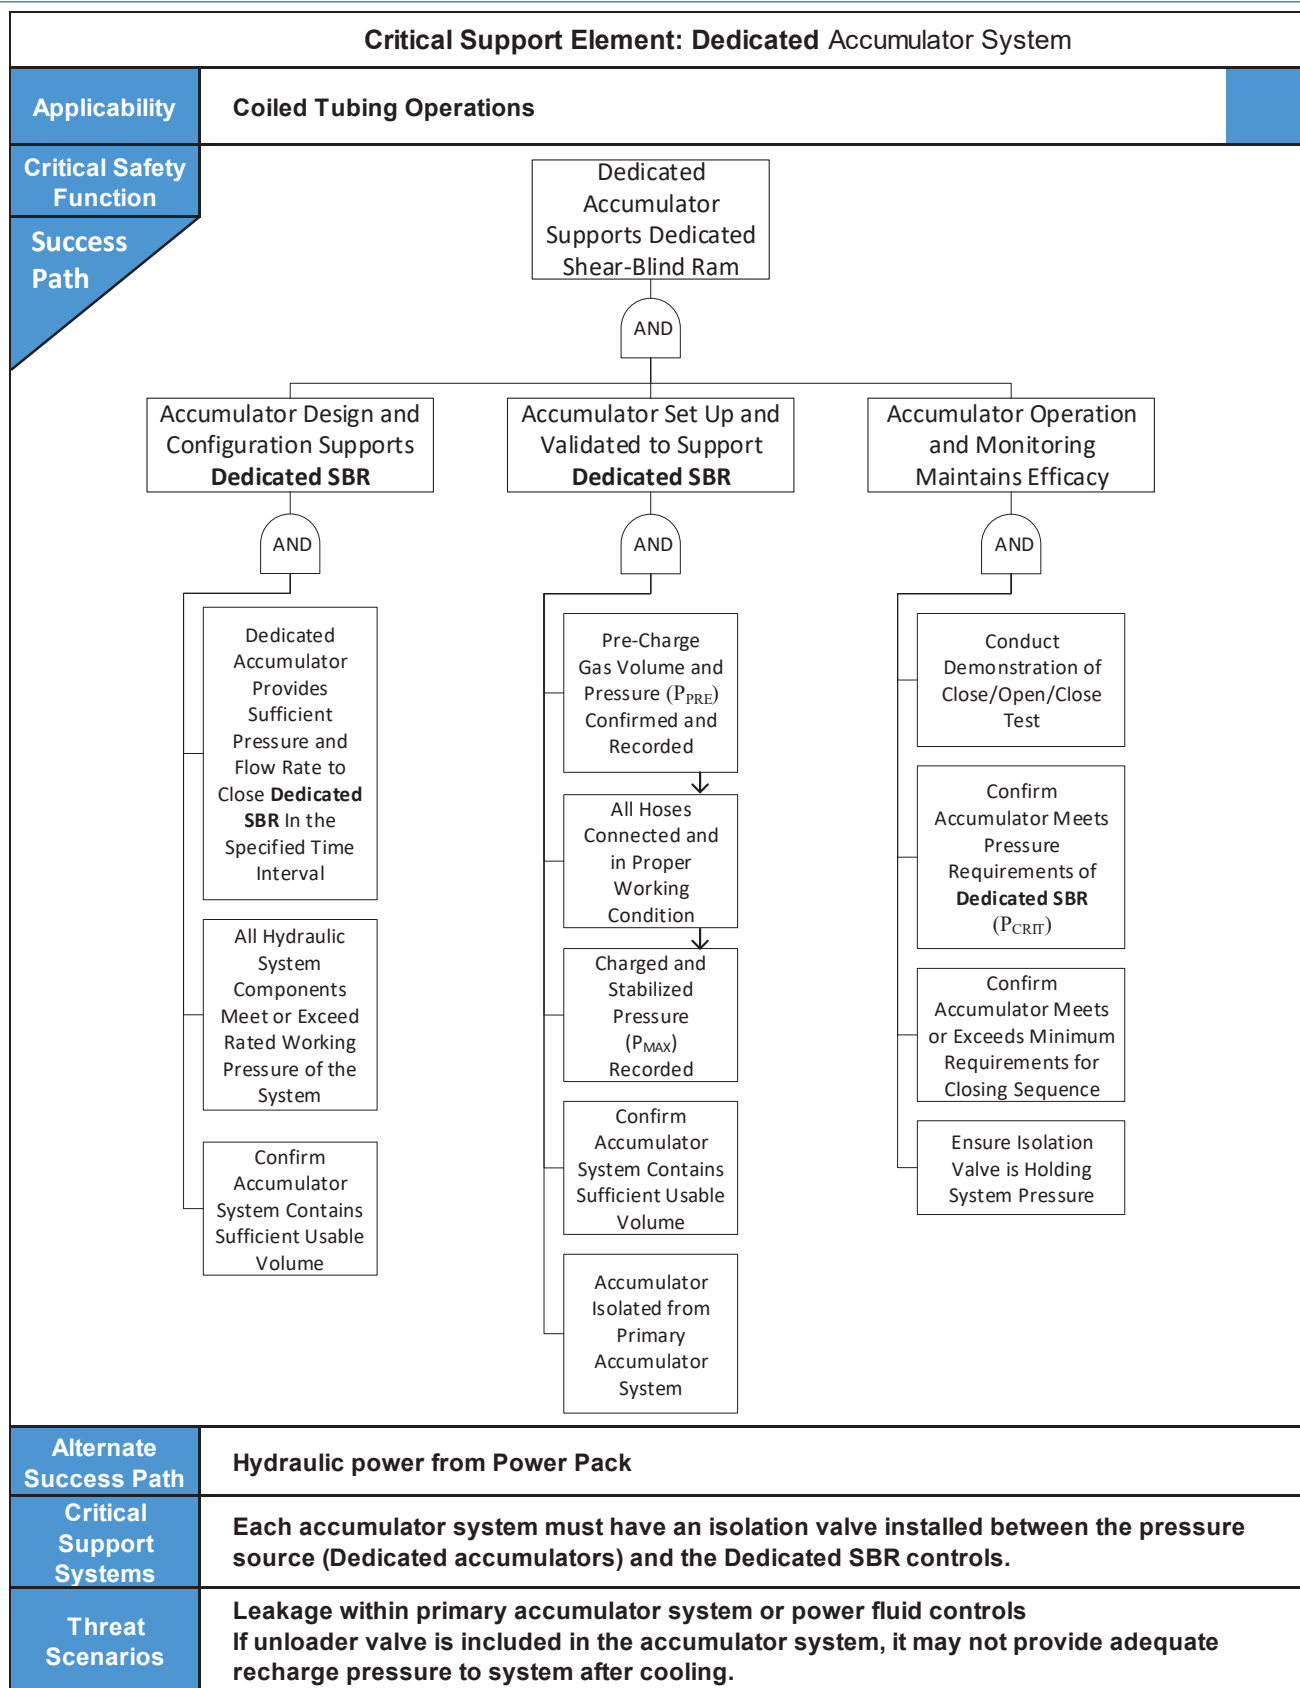 Critical Support Element: Dedicated Accumulator System
Applicability
Coiled Tubing Operations
Critical Safety
Function
Success
Path
Dedicated
Accumulator
Supports Dedicated
Shear-Blind Ram
AND
Accumulator Design and
Configuration Supports
Dedicated SBR
AND
Dedicated
Accumulator
Provides
Sufficient
Pressure and
Flow Rate to
Close Dedicated
SBR In the
Specified Time
Interval
All Hydraulic
System
Components
Meet or Exceed
Rated Working
Pressure of the
System
Confirm
Accumulator
System Contains
Sufficient Usable
Volume
Accumulator Set Up and
Validated to Support
Dedicated SBR
AND
Pre-Charge
Gas Volume and
Pressure (PPRE)
Confirmed and
Recorded
All Hoses
Connected and
in Proper
Working
Condition
Charged and
Stabilized
Pressure
(PMAX)
Recorded
Confirm
Accumulator
System Contains
Sufficient Usable
Volume
Accumulator
Isolated from
Primary
Accumulator
System
Accumulator Operation
and Monitoring
Maintains Efficacy
AND
Conduct
Demonstration of
Close/Open/Close
Test
Confirm
Accumulator Meets
Pressure
Requirements of
Dedicated SBR
(PCRIT)
Confirm
Accumulator Meets
or Exceeds Minimum
Requirements for
Closing Sequence
Ensure Isolation
Valve is Holding
System Pressure
Alternate
Success Path
Hydraulic power from Power Pack
Critical
Support
Systems
Each accumulator system must have an isolation valve installed between the pressure
source (Dedicated accumulators) and the Dedicated SBR controls.
Threat
Scenarios
Leakage within primary accumulator system or power fluid controls
If unloader valve is included in the accumulator system, it may not provide adequate
recharge pressure to system after cooling.